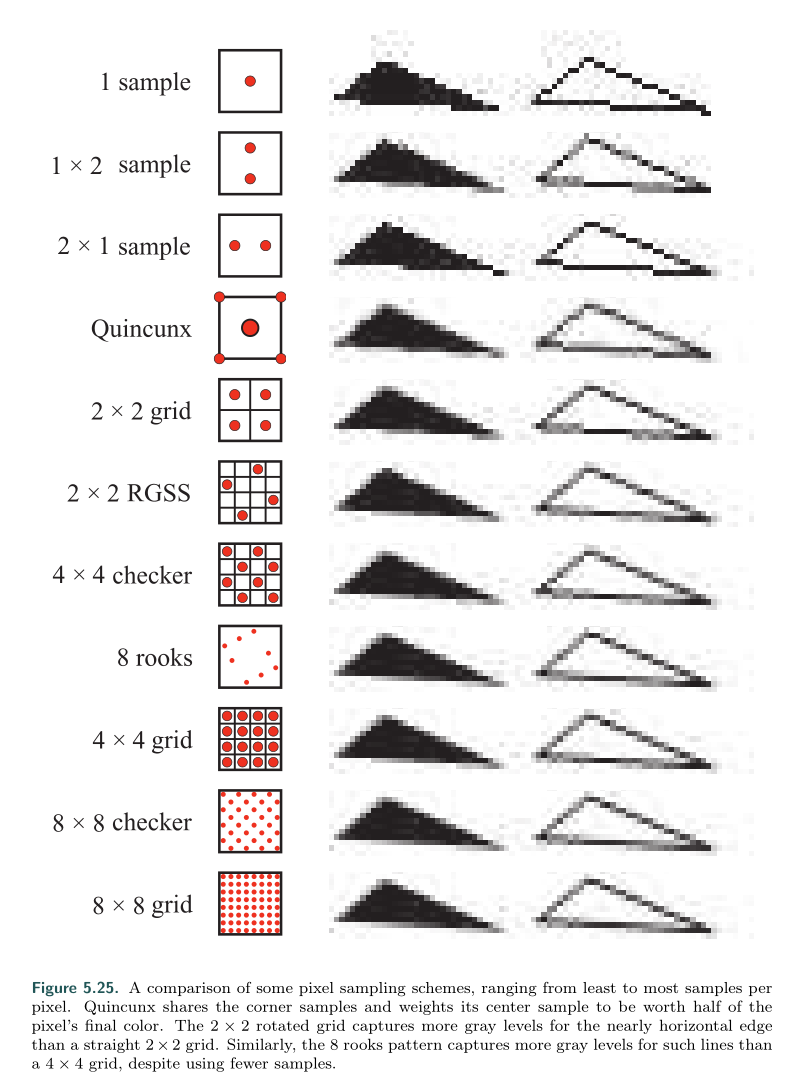 1 sample
1 × 2 sample
2 × 1 sample
Quincunx
2 × 2 grid
2 × 2 RGSS
4 × 4 checker
8 rooks
4 × 4 grid
8 × 8 checker
8 × 8 grid
Figure 5.25. A comparison of some pixel sampling schemes, ranging from least to most samples per
pixel. Quincunx shares the corner samples and weights its center sample to be worth half of the
pixel's final color. The 2 × 2 rotated grid captures more gray levels for the nearly horizontal edge
than a straight 2 × 2 grid. Similarly, the 8 rooks pattern captures more gray levels for such lines than
a 4 × 4 grid, despite using fewer samples.